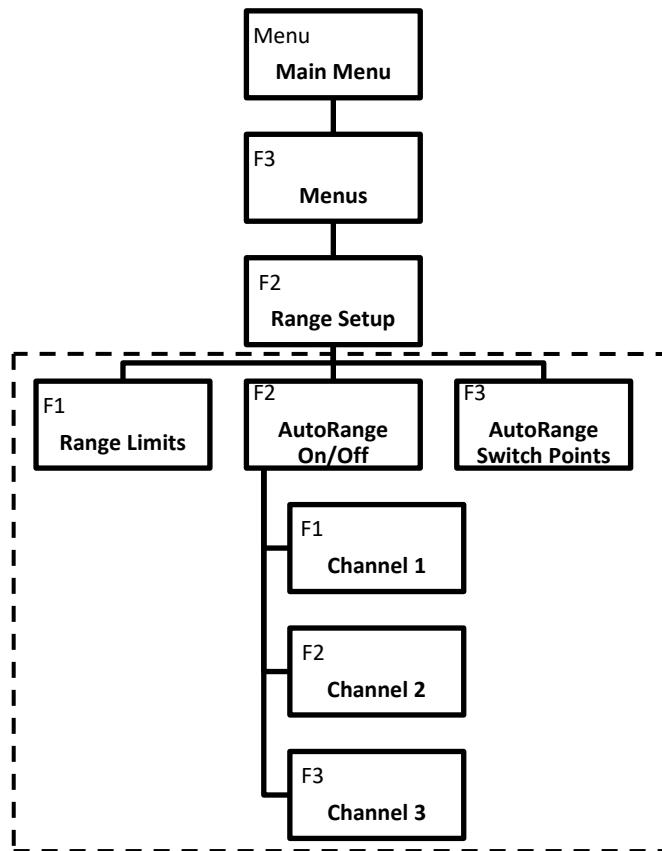 Menu
Main Menu
F3
Menus
F2
Range Setup
F1
Range Limits
F2
AutoRange
On/Off
F3
AutoRange
Switch Points
F1
Channel 1
F2
Channel 2
F3
Channel 3